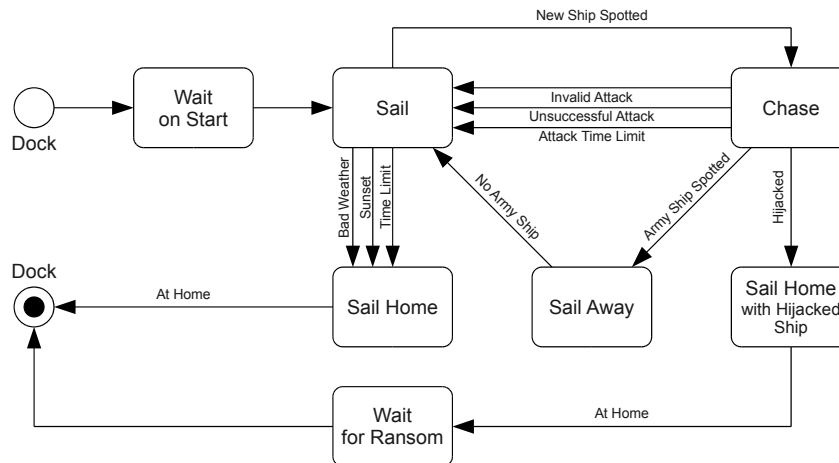 New Ship Spotted
Wait
on Start
Sail
Chase
Invalid Attack
Unsuccessful Attack
Attack Time Limit
Dock
Bad Weather
Sunset
Time Limit
No Army Ship
Army Ship Spotted
Hijacked
Dock
At Home
Sail Home
Sail Away
Sail Home
with Hijacked
Ship
Wait
for Ransom
At Home